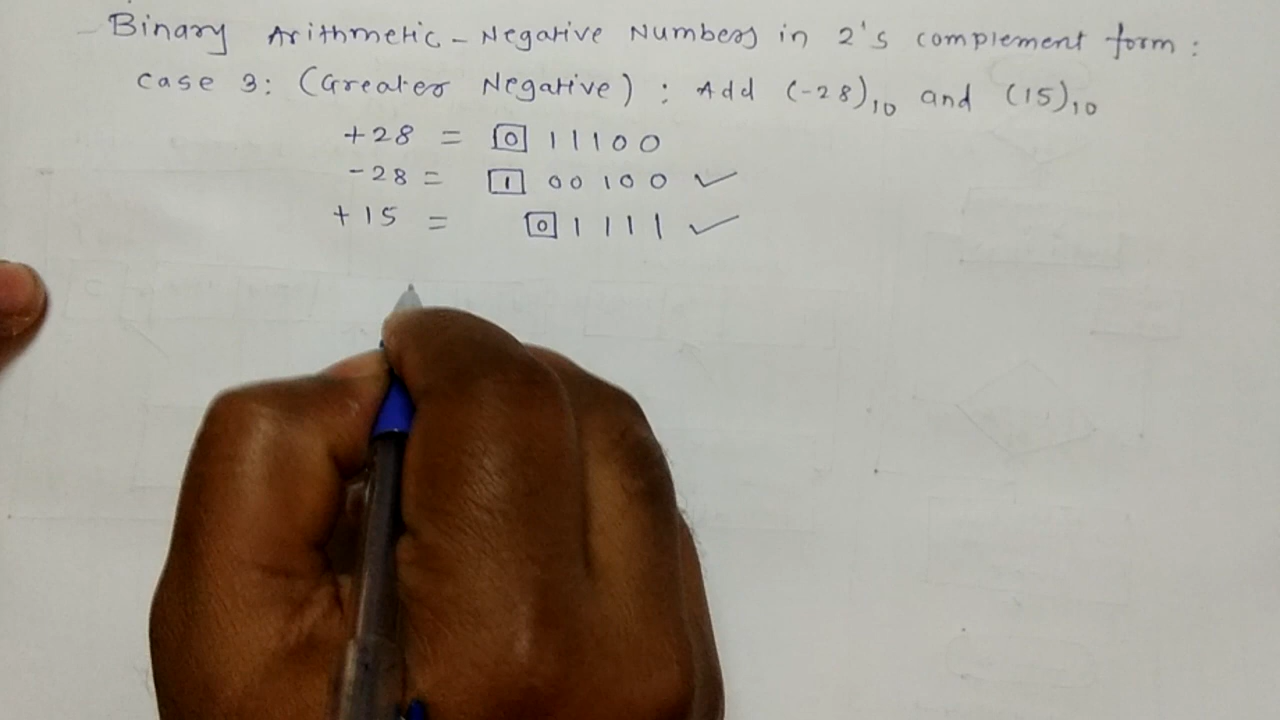 Binary Arithmetic - Negative Numbers in 2's complement form :
Case 3: (Greater Negative) : Add (-28)₁₀ and (15)₁₀
+28 = 0 11100
-28 = 1 00100 ✓
+15 = 0 1111 ✓